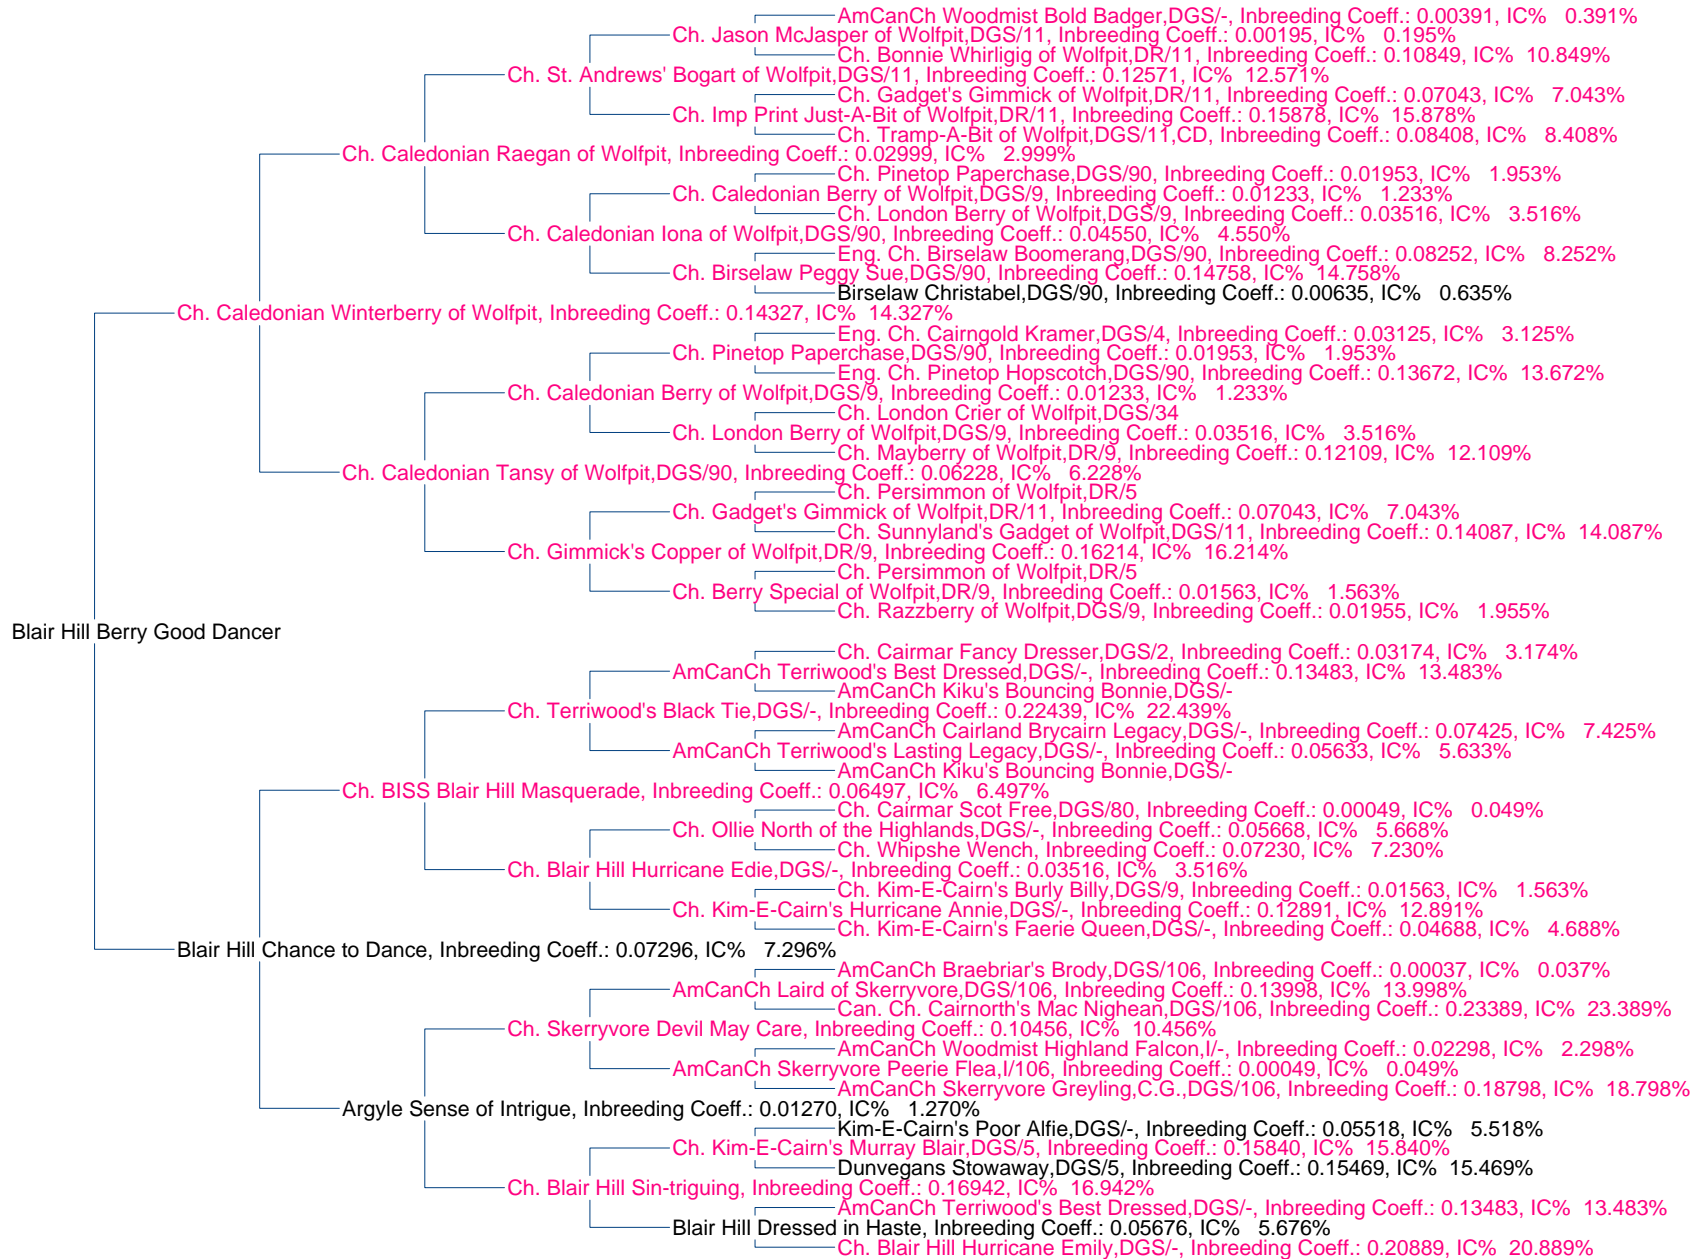 AmCanCh Woodmist Bold Badger,DGS/-, Inbreeding Coeff.: 0.00391, IC% 0.391%
Ch. Jason McJasper of Wolfpit,DGS/11, Inbreeding Coeff.: 0.00195, IC% 0.195%
Ch. Bonnie Whirligig of Wolfpit,DR/11, Inbreeding Coeff.: 0.10849, IC% 10.849%
Ch. St. Andrews' Bogart of Wolfpit,DGS/11, Inbreeding Coeff.: 0.12571, IC% 12.571%
Ch. Gadget's Gimmick of Wolfpit,DR/11, Inbreeding Coeff.: 0.07043, IC% 7.043%
Ch. Imp Print Just-A-Bit of Wolfpit,DR/11, Inbreeding Coeff.: 0.15878, IC% 15.878%
Ch. Tramp-A-Bit of Wolfpit,DGS/11,CD, Inbreeding Coeff.: 0.08408, IC% 8.408%
Ch. Caledonian Raegan of Wolfpit, Inbreeding Coeff.: 0.02999, IC% 2.999%
Ch. Pinetop Paperchase,DGS/90, Inbreeding Coeff.: 0.01953, IC% 1.953%
Ch. Caledonian Berry of Wolfpit,DGS/9, Inbreeding Coeff.: 0.01233, IC% 1.233%
Ch. London Berry of Wolfpit,DGS/9, Inbreeding Coeff.: 0.03516, IC% 3.516%
Ch. Caledonian Iona of Wolfpit,DGS/90, Inbreeding Coeff.: 0.04550, IC% 4.550%
Eng. Ch. Birselaw Boomerang,DGS/90, Inbreeding Coeff.: 0.08252, IC% 8.252%
Ch. Birselaw Peggy Sue,DGS/90, Inbreeding Coeff.: 0.14758, IC% 14.758%
Birselaw Christabel,DGS/90, Inbreeding Coeff.: 0.00635, IC% 0.635%
Ch. Caledonian Winterberry of Wolfpit, Inbreeding Coeff.: 0.14327, IC% 14.327%
Eng. Ch. Cairngold Kramer,DGS/4, Inbreeding Coeff.: 0.03125, IC% 3.125%
Ch. Pinetop Paperchase,DGS/90, Inbreeding Coeff.: 0.01953, IC% 1.953%
Eng. Ch. Pinetop Hopscotch,DGS/90, Inbreeding Coeff.: 0.13672, IC% 13.672%
Ch. Caledonian Berry of Wolfpit,DGS/9, Inbreeding Coeff.: 0.01233, IC% 1.233%
Ch. London Crier of Wolfpit,DGS/34
Ch. London Berry of Wolfpit,DGS/9, Inbreeding Coeff.: 0.03516, IC% 3.516%
Ch. Mayberry of Wolfpit,DR/9, Inbreeding Coeff.: 0.12109, IC% 12.109%
Ch. Caledonian Tansy of Wolfpit,DGS/90, Inbreeding Coeff.: 0.06228, IC% 6.228%
Ch. Persimmon of Wolfpit,DR/5
Ch. Gadget's Gimmick of Wolfpit,DR/11, Inbreeding Coeff.: 0.07043, IC% 7.043%
Ch. Sunnyland's Gadget of Wolfpit,DGS/11, Inbreeding Coeff.: 0.14087, IC% 14.087%
Ch. Gimmick's Copper of Wolfpit,DR/9, Inbreeding Coeff.: 0.16214, IC% 16.214%
Ch. Persimmon of Wolfpit,DR/5
Ch. Berry Special of Wolfpit,DR/9, Inbreeding Coeff.: 0.01563, IC% 1.563%
Ch. Razzberry of Wolfpit,DGS/9, Inbreeding Coeff.: 0.01955, IC% 1.955%
Blair Hill Berry Good Dancer
Ch. Cairmar Fancy Dresser,DGS/2, Inbreeding Coeff.: 0.03174, IC% 3.174%
AmCanCh Terriwood's Best Dressed,DGS/-, Inbreeding Coeff.: 0.13483, IC% 13.483%
AmCanCh Kiku's Bouncing Bonnie,DGS/-
Ch. Terriwood's Black Tie,DGS/-, Inbreeding Coeff.: 0.22439, IC% 22.439%
AmCanCh Cairland Brycairn Legacy,DGS/-, Inbreeding Coeff.: 0.07425, IC% 7.425%
AmCanCh Terriwood's Lasting Legacy,DGS/-, Inbreeding Coeff.: 0.05633, IC% 5.633%
AmCanCh Kiku's Bouncing Bonnie,DGS/-
Ch. BISS Blair Hill Masquerade, Inbreeding Coeff.: 0.06497, IC% 6.497%
Ch. Cairmar Scot Free,DGS/80, Inbreeding Coeff.: 0.00049, IC% 0.049%
Ch. Ollie North of the Highlands,DGS/-, Inbreeding Coeff.: 0.05668, IC% 5.668%
Ch. Whipshe Wench, Inbreeding Coeff.: 0.07230, IC% 7.230%
Ch. Blair Hill Hurricane Edie,DGS/-, Inbreeding Coeff.: 0.03516, IC% 3.516%
Ch. Kim-E-Cairn's Burly Billy,DGS/9, Inbreeding Coeff.: 0.01563, IC% 1.563%
Ch. Kim-E-Cairn's Hurricane Annie,DGS/-, Inbreeding Coeff.: 0.12891, IC% 12.891%
Ch. Kim-E-Cairn's Faerie Queen,DGS/-, Inbreeding Coeff.: 0.04688, IC% 4.688%
Blair Hill Chance to Dance, Inbreeding Coeff.: 0.07296, IC% 7.296%
AmCanCh Braebriar's Brody,DGS/106, Inbreeding Coeff.: 0.00037, IC% 0.037%
AmCanCh Laird of Skerryvore,DGS/106, Inbreeding Coeff.: 0.13998, IC% 13.998%
Can. Ch. Cairnorth's Mac Nighean,DGS/106, Inbreeding Coeff.: 0.23389, IC% 23.389%
Ch. Skerryvore Devil May Care, Inbreeding Coeff.: 0.10456, IC% 10.456%
AmCanCh Woodmist Highland Falcon,I/-, Inbreeding Coeff.: 0.02298, IC% 2.298%
AmCanCh Skerryvore Peerie Flea,I/106, Inbreeding Coeff.: 0.00049, IC% 0.049%
AmCanCh Skerryvore Greyling,C.G.,DGS/106, Inbreeding Coeff.: 0.18798, IC% 18.798%
Argyle Sense of Intrigue, Inbreeding Coeff.: 0.01270, IC% 1.270%
Kim-E-Cairn's Poor Alfie,DGS/-, Inbreeding Coeff.: 0.05518, IC% 5.518%
Ch. Kim-E-Cairn's Murray Blair,DGS/5, Inbreeding Coeff.: 0.15840, IC% 15.840%
Dunvegans Stowaway,DGS/5, Inbreeding Coeff.: 0.15469, IC% 15.469%
Ch. Blair Hill Sin-triguing, Inbreeding Coeff.: 0.16942, IC% 16.942%
AmCanCh Terriwood's Best Dressed,DGS/-, Inbreeding Coeff.: 0.13483, IC% 13.483%
Blair Hill Dressed in Haste, Inbreeding Coeff.: 0.05676, IC% 5.676%
Ch. Blair Hill Hurricane Emily,DGS/-, Inbreeding Coeff.: 0.20889, IC% 20.889%